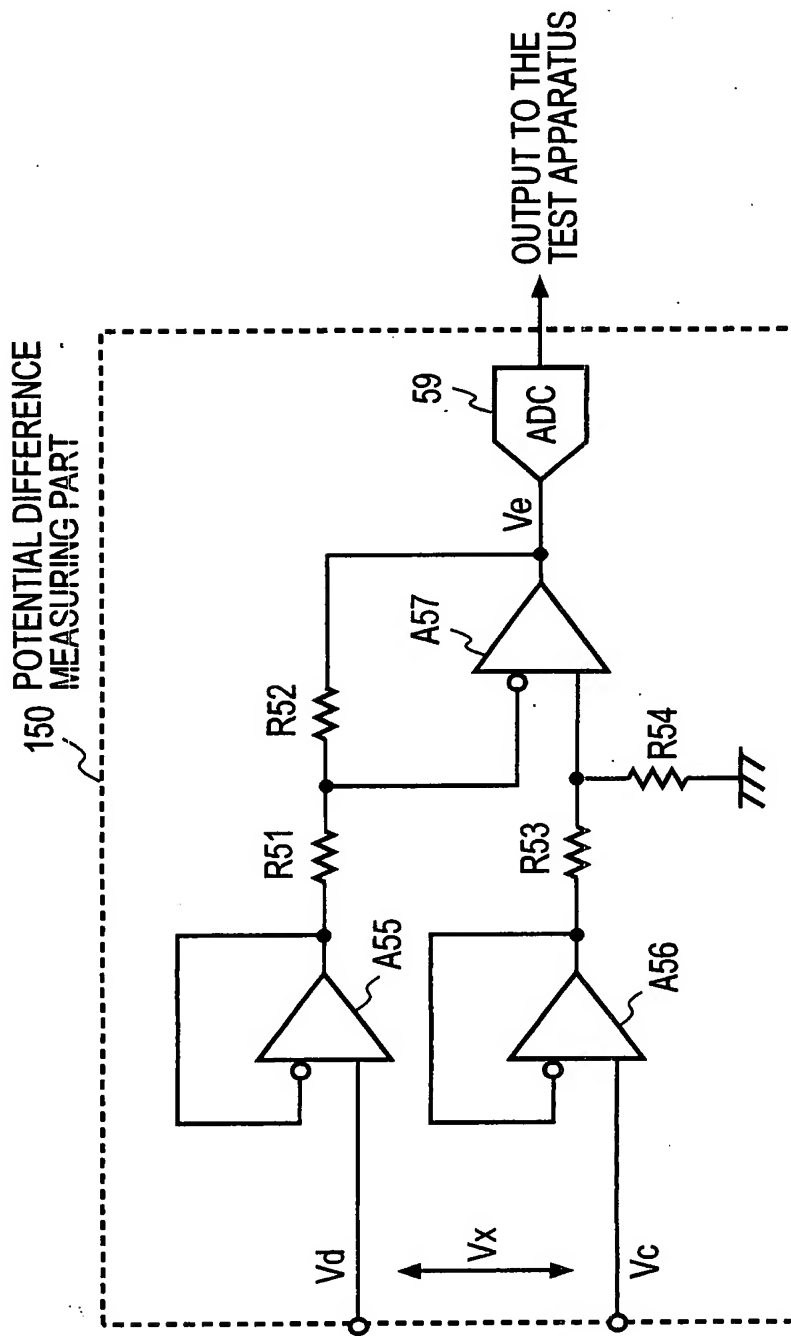 150 POTENTIAL DIFFERENCE
MEASURING PART
Vd
Vx
Vc
A55
A56
R51
R52
R53
R54
A57
Ve
59
ADC
OUTPUT TO THE
TEST APPARATUS